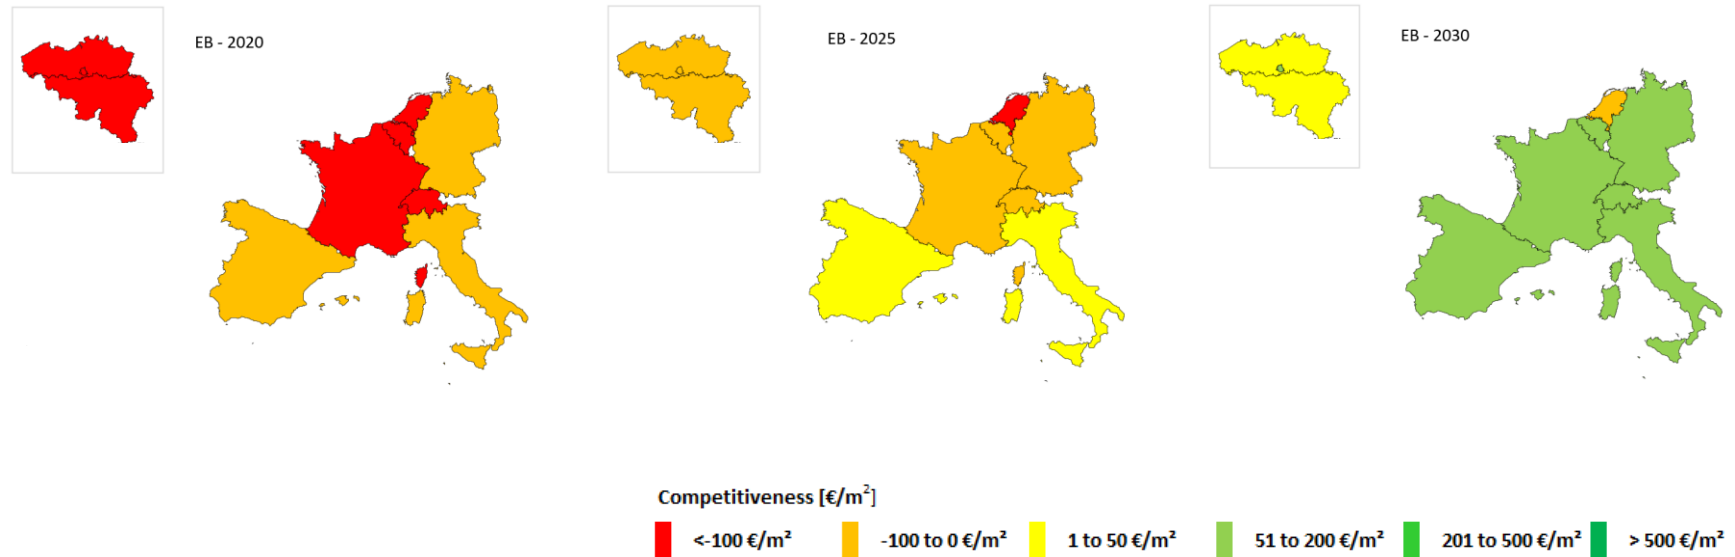 EB - 2020
EB - 2025
EB - 2030
Competitiveness [€/m²]
<-100 €/m² -100 to 0 €/m² 1 to 50 €/m² 51 to 200 €/m² 201 to 500 €/m² > 500 €/m²